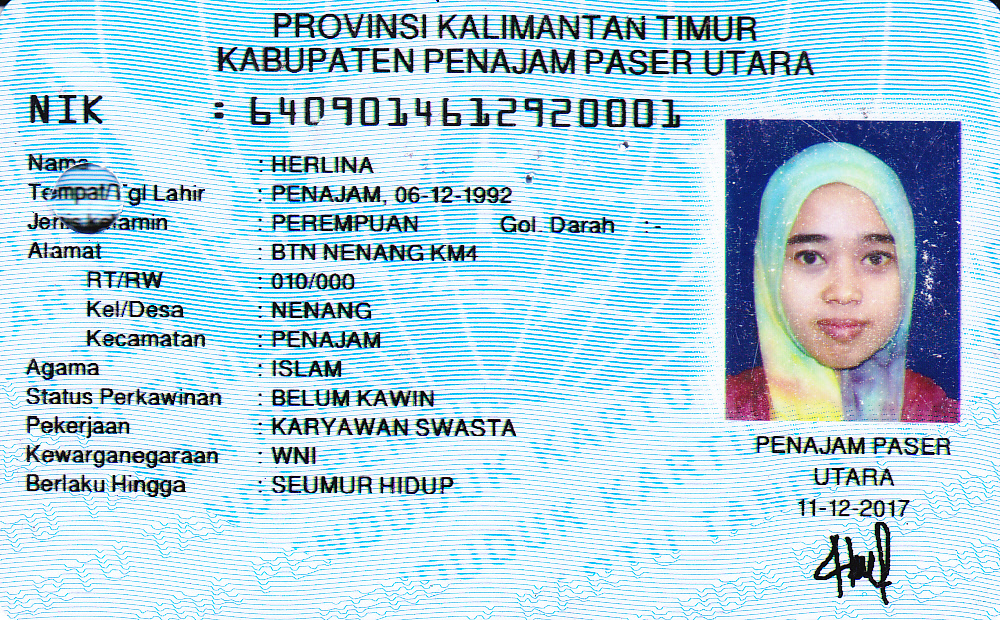 PROVINSI KALIMANTAN TIMUR
KABUPATEN PENAJAM PASER UTARA
NIK : 6409014612920001
Nama : HERLINA
Tempat/Tgl Lahir : PENAJAM, 06-12-1992
Jenis kelamin : PEREMPUAN Gol. Darah : -
Alamat : BTN NENANG KM4
RT/RW : 010/000
Kel/Desa : NENANG
Kecamatan : PENAJAM
Agama : ISLAM
Status Perkawinan : BELUM KAWIN
Pekerjaan : KARYAWAN SWASTA
Kewarganegaraan : WNI
Berlaku Hingga : SEUMUR HIDUP
PENAJAM PASER
UTARA
11-12-2017